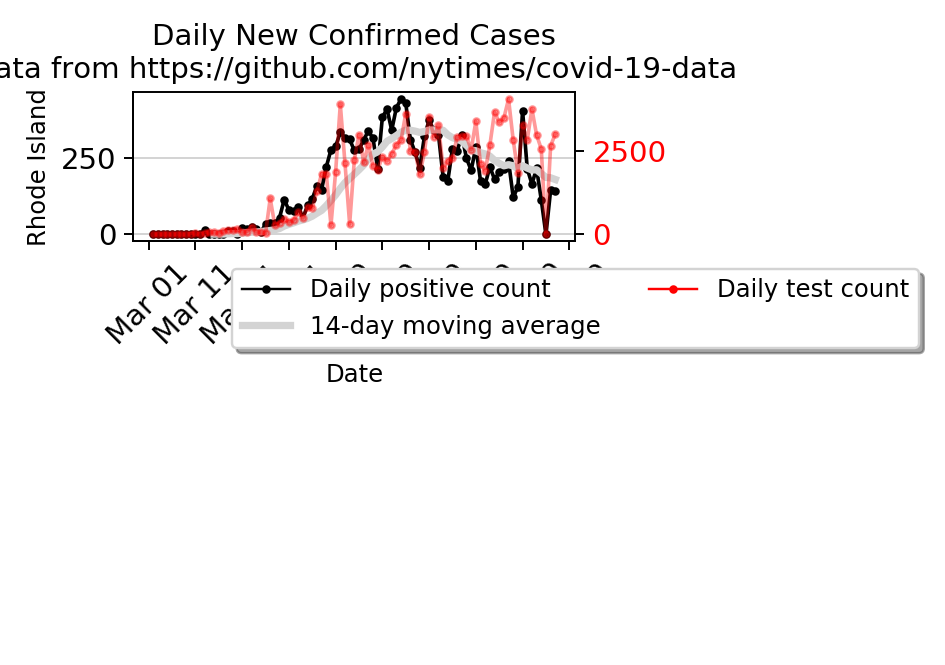 Daily New Confirmed Cases
ata from https://github.com/nytimes/covid-19-data
Rhode Island
250
0
2500
0
Mar 01
Mar 11
Ma
Daily positive count
14-day moving average
Daily test count
Date